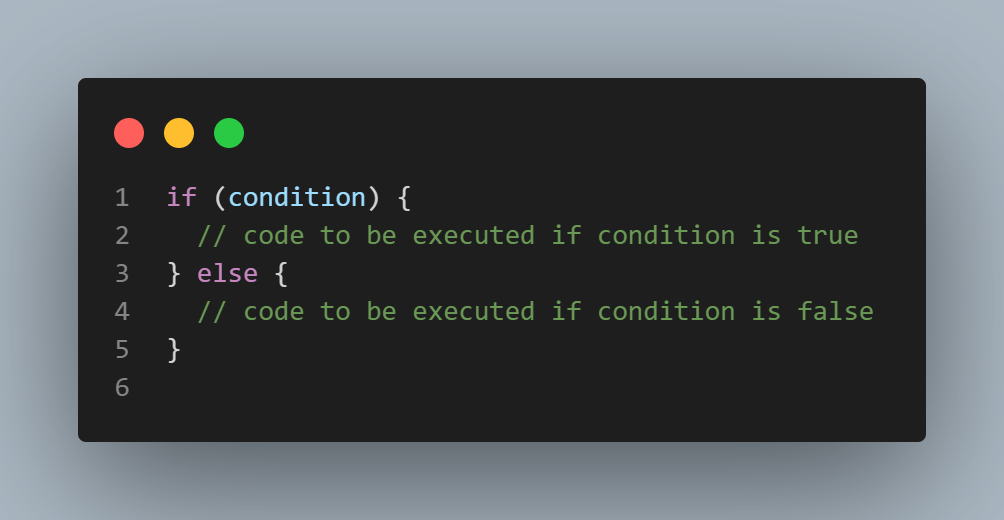 1 if (condition) {
2   // code to be executed if condition is true
3 } else {
4   // code to be executed if condition is false
5 }
6